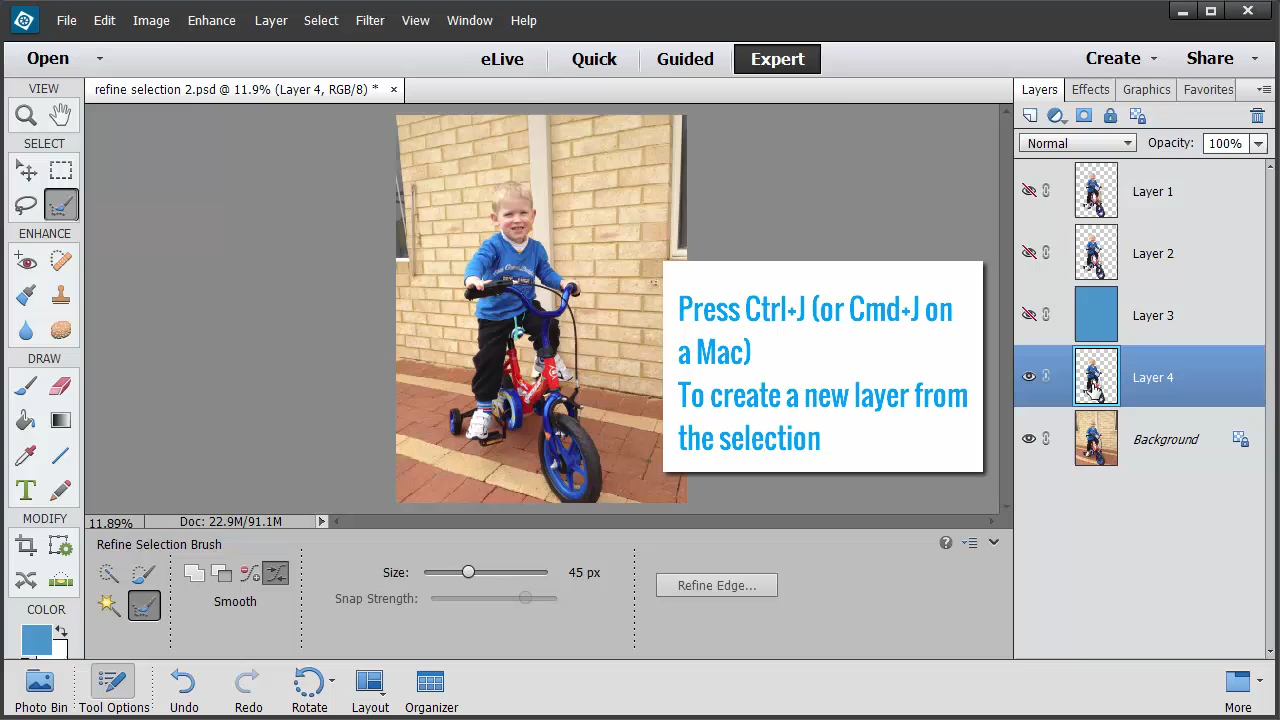 File Edit Image Enhance Layer Select Filter View Window Help
Open eLive Quick Guided Expert Create Share
VIEW
refine selection 2.psd @ 11.9% (Layer 4, RGB/8) * ×
Layers Effects Graphics Favorites
SELECT
Normal Opacity: 100%
Layer 1
ENHANCE
Layer 2
Press Ctrl+J (or Cmd+J on
a Mac)
To create a new layer from
the selection
Layer 3
DRAW
Layer 4
Background
MODIFY
11.89% Doc: 22.9M/91.1M
Refine Selection Brush
Size: 45 px
Snap Strength:
Smooth
Refine Edge...
COLOR
Photo Bin Tool Options Undo Redo Rotate Layout Organizer More